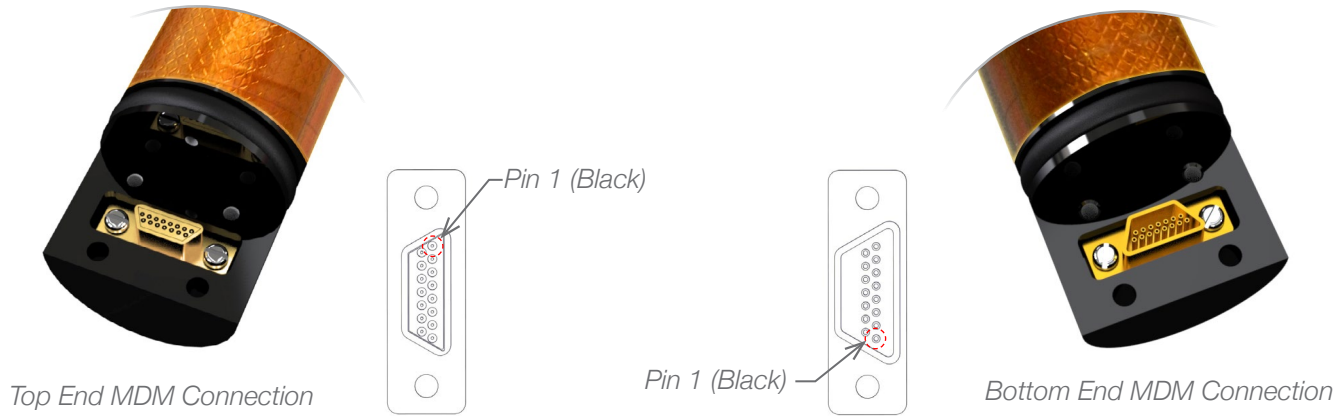 Pin 1 (Black)
Top End MDM Connection
Pin 1 (Black)
Bottom End MDM Connection